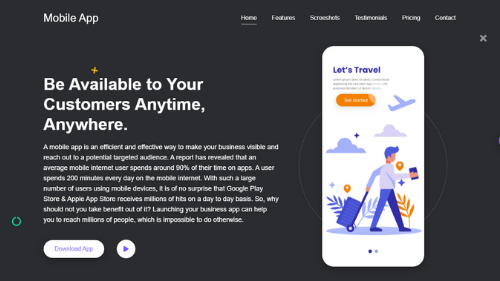 Mobile App
Home Features Screeshots Testimonials Pricing Contact
Be Available to Your
Customers Anytime,
Anywhere.
A mobile app is an efficient and effective way to make your business visible and
reach out to a potential targeted audience. A report has revealed that an
average mobile internet user spends around 90% of their time on apps. A user
spends 200 minutes every day on the mobile internet. With such a large
number of users using mobile devices, it is of no surprise that Google Play
Store & Apple App Store receives millions of hits on a day to day basis. So, why
should not you take benefit out of it? Launching your business app can help
you to reach millions of people, which is impossible to do otherwise.
Download App
Let's Travel
Get started